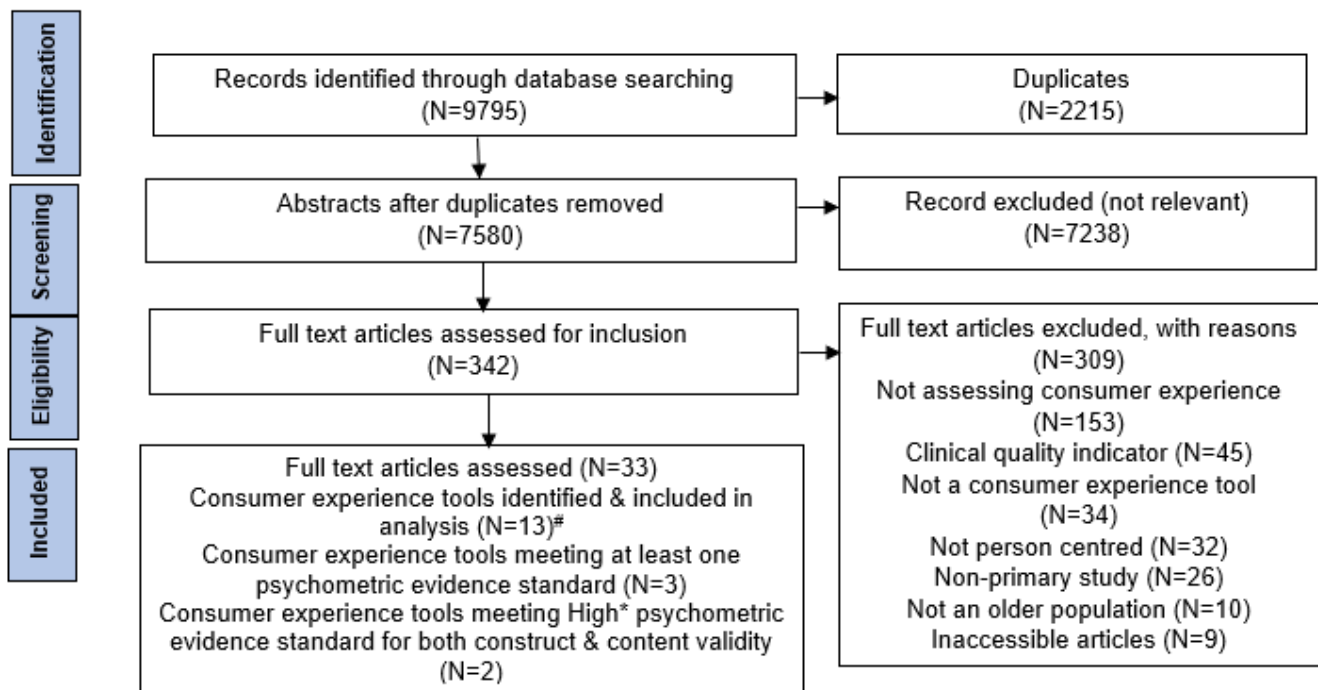 Identification
Records identified through database searching
(N=9795)
Duplicates
(N=2215)
Screening
Abstracts after duplicates removed
(N=7580)
Record excluded (not relevant)
(N=7238)
Eligibility
Full text articles assessed for inclusion
(N=342)
Full text articles excluded, with reasons
(N=309)
Not assessing consumer experience
(N=153)
Clinical quality indicator (N=45)
Not a consumer experience tool
(N=34)
Not person centred (N=32)
Non-primary study (N=26)
Not an older population (N=10)
Inaccessible articles (N=9)
Included
Full text articles assessed (N=33)
Consumer experience tools identified & included in
analysis (N=13)#
Consumer experience tools meeting at least one
psychometric evidence standard (N=3)
Consumer experience tools meeting High* psychometric
evidence standard for both construct & content validity
(N=2)